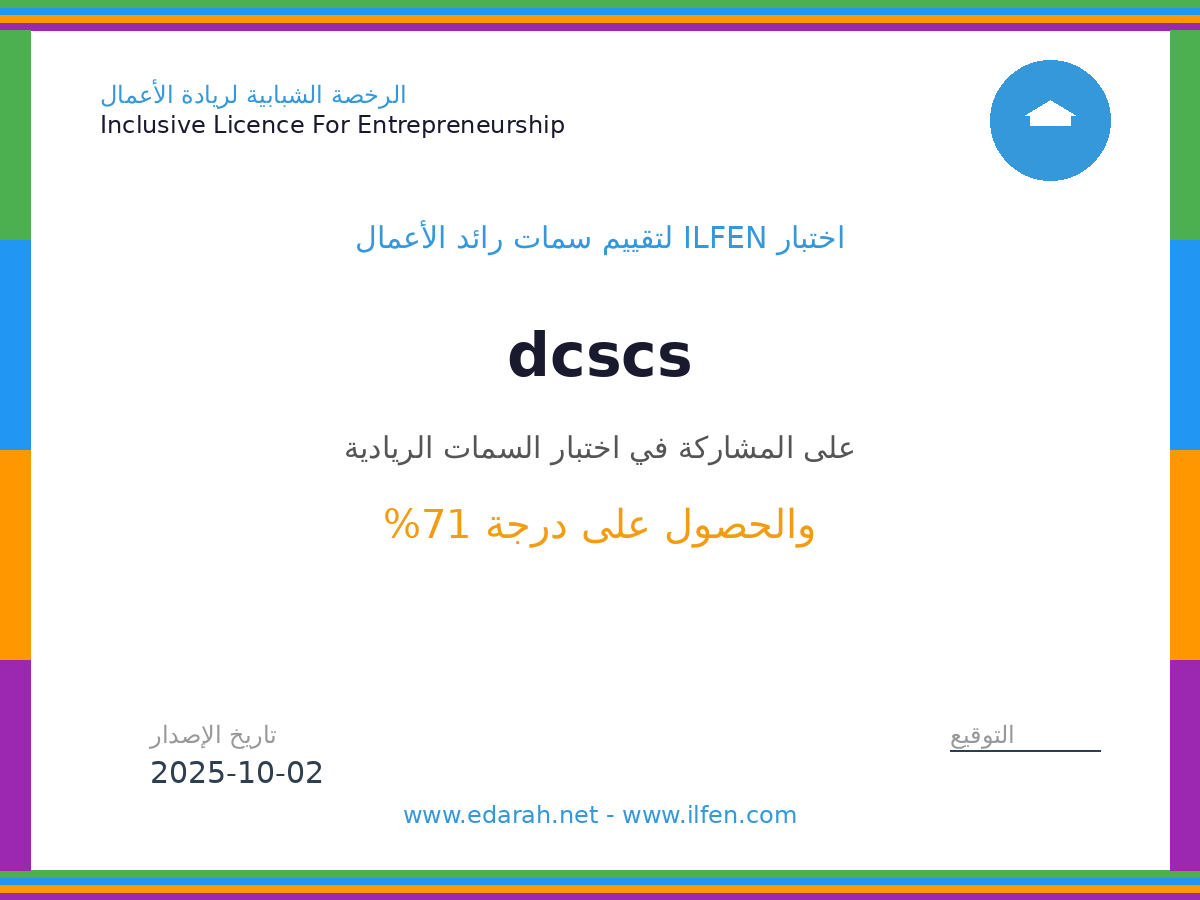 الرخصة الشبابية لريادة الأعمال
Inclusive Licence For Entrepreneurship
اختبار ILFEN لتقييم سمات رائد الأعمال
dcscs
على المشاركة في اختبار السمات الريادية
والحصول على درجة 71%
تاريخ الإصدار
2025-10-02
التوقيع
www.edarah.net - www.ilfen.com